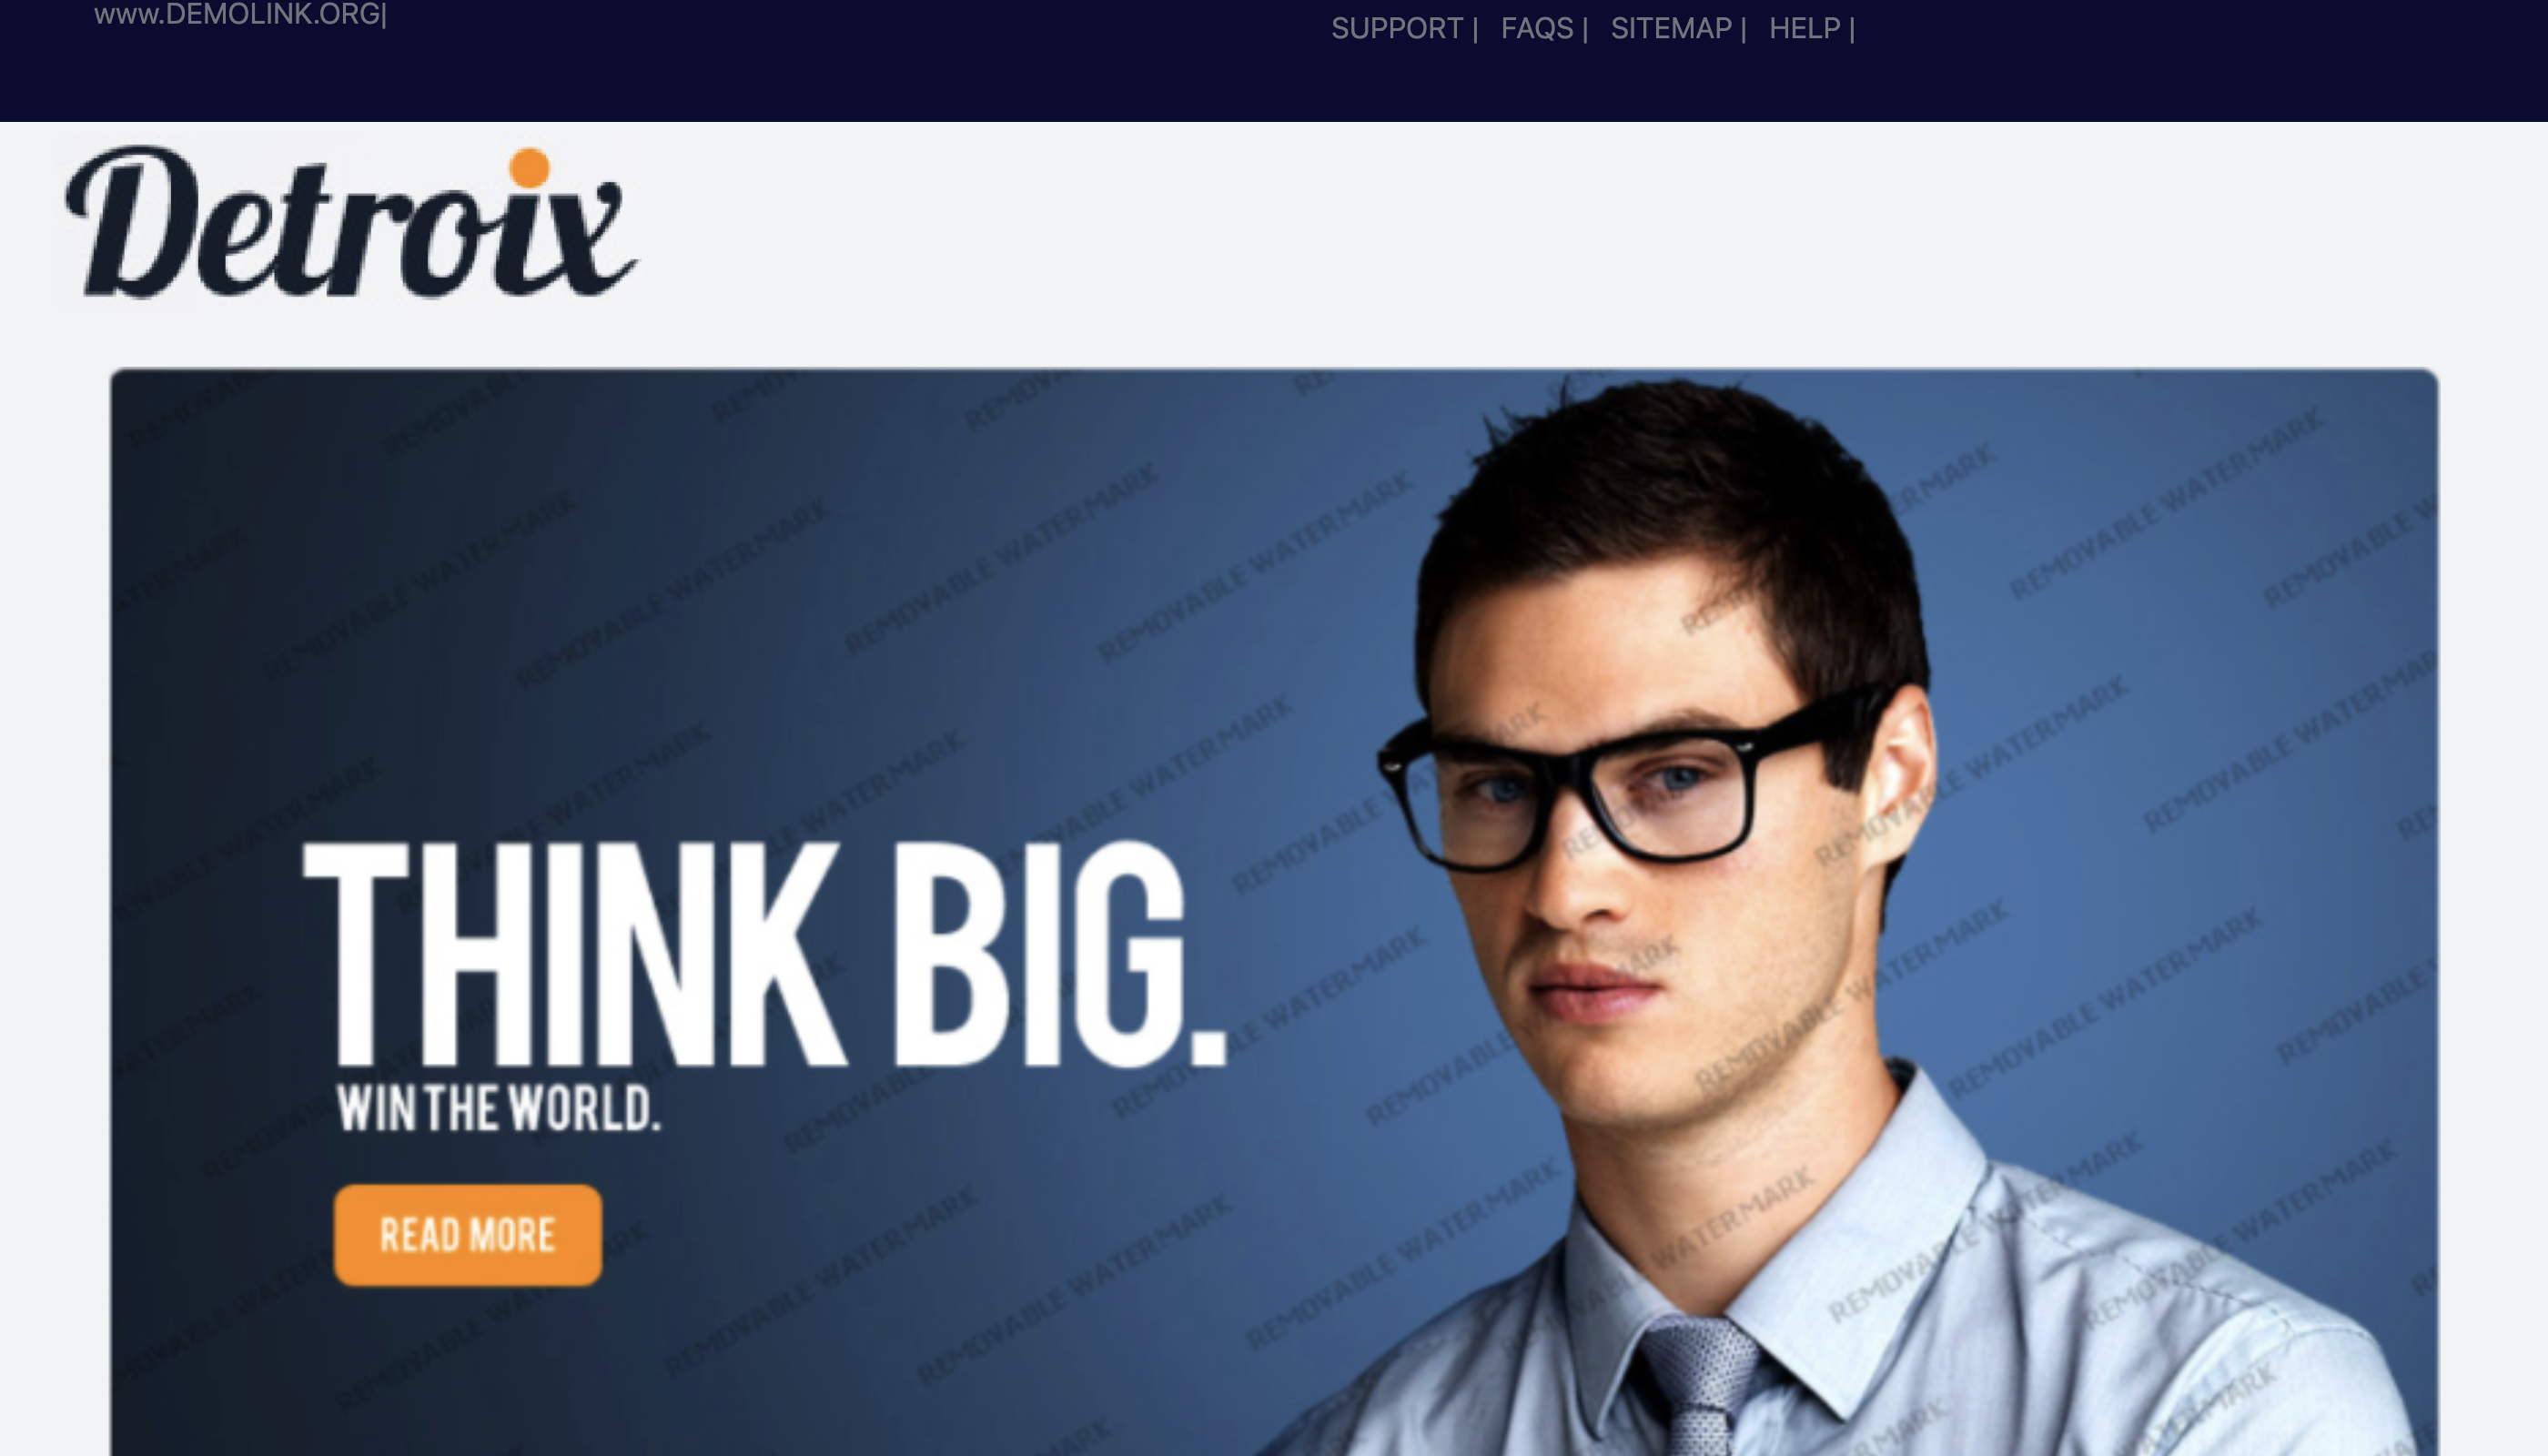 www.DEMOLINK.ORG|
SUPPORT | FAQS | SITEMAP | HELP |
Detroix
THINK BIG.
WIN THE WORLD.
READ MORE
REMOVABLE WATERMARK